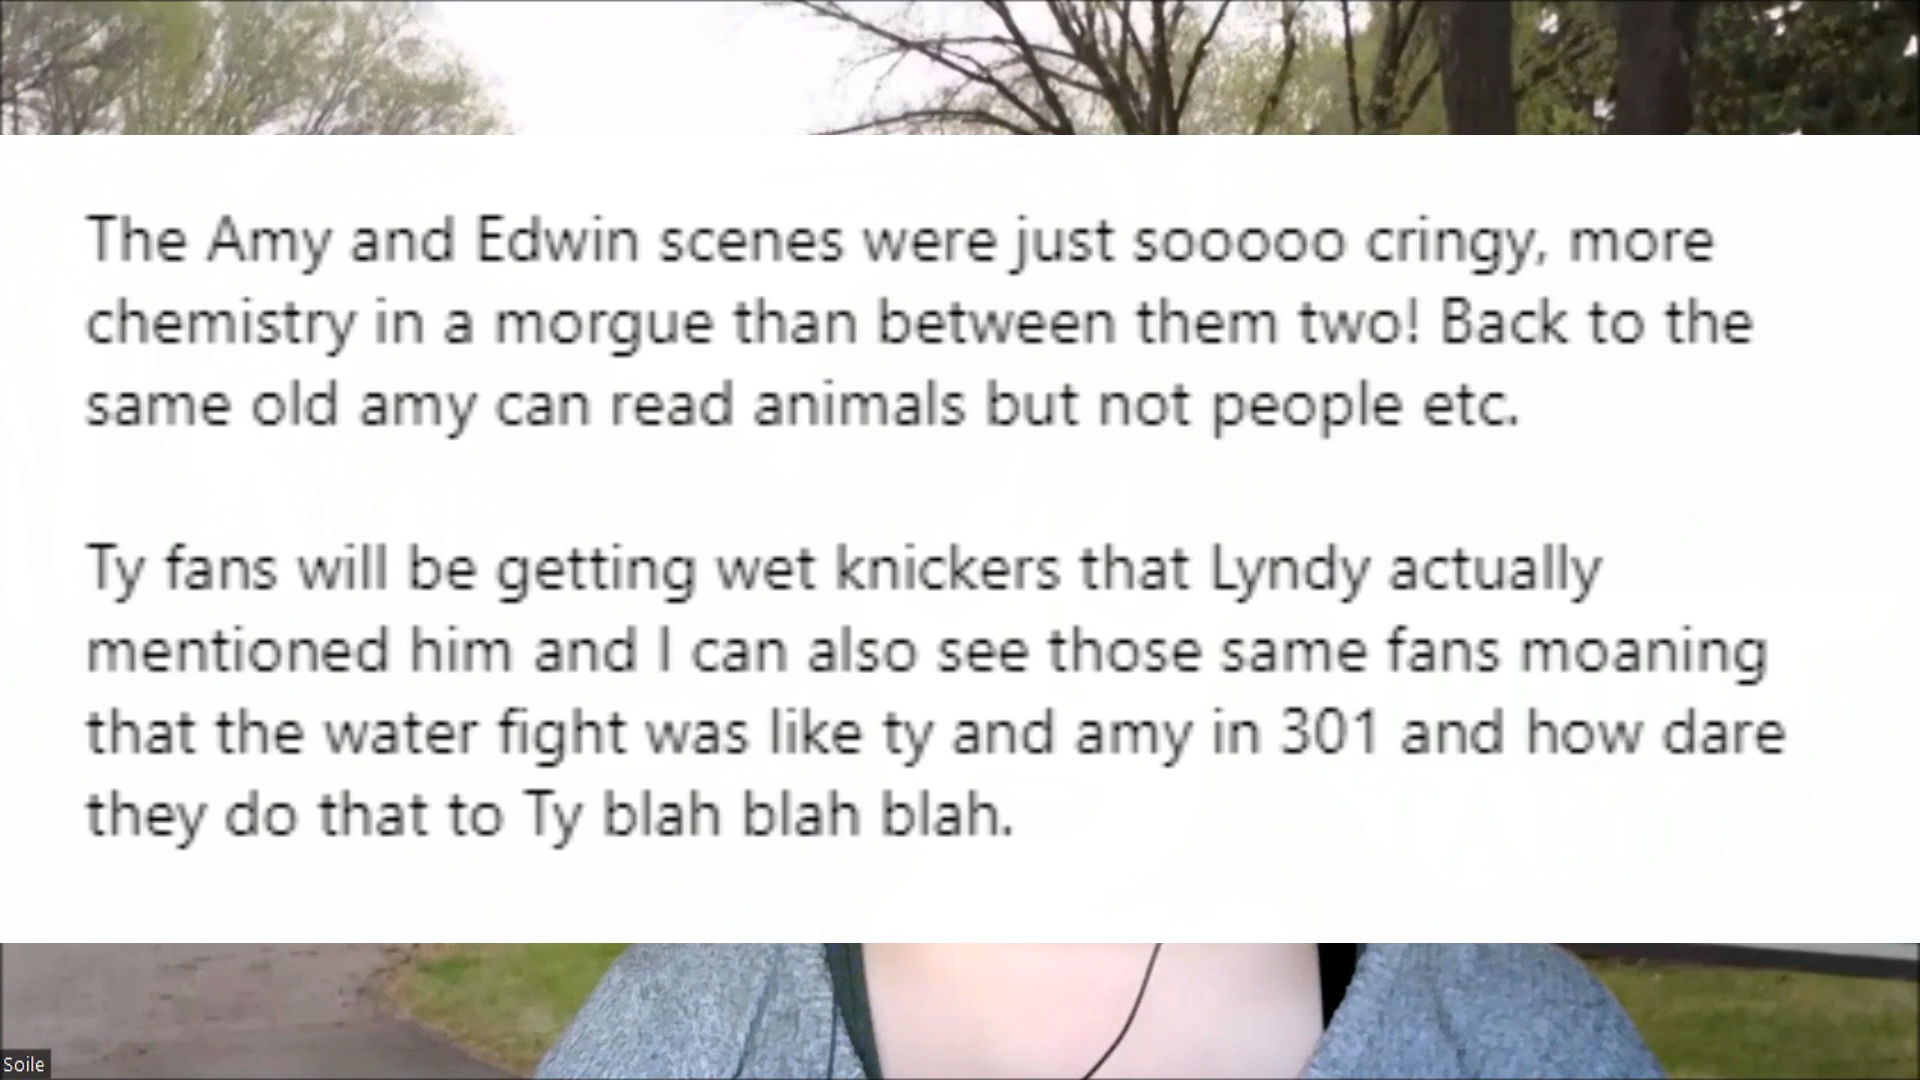 The Amy and Edwin scenes were just sooooo cringy, more
chemistry in a morgue than between them two! Back to the
same old amy can read animals but not people etc.
Ty fans will be getting wet knickers that Lyndy actually
mentioned him and I can also see those same fans moaning
that the water fight was like ty and amy in 301 and how dare
they do that to Ty blah blah blah.
Soile